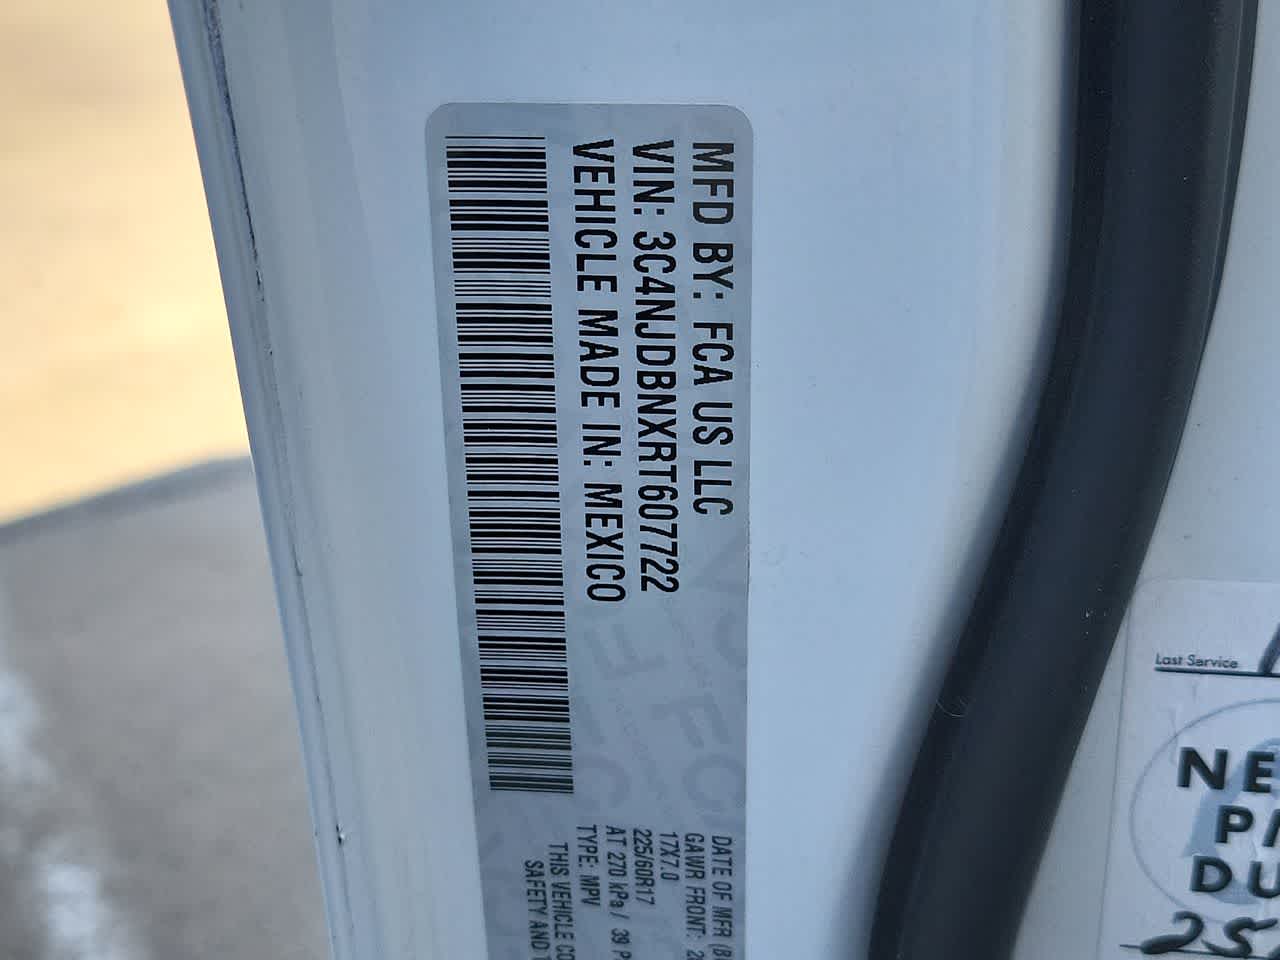 MFD BY: FCA US LLC
VIN: 3C4NJDBNXRT607722
VEHICLE MADE IN: MEXICO
DATE OF MFR
GAWR FRONT:
17X7.0
225/60R17
AT 270 kPa / 39
TYPE: MPV
THIS VEHICLE
SAFETY AND
Last Service